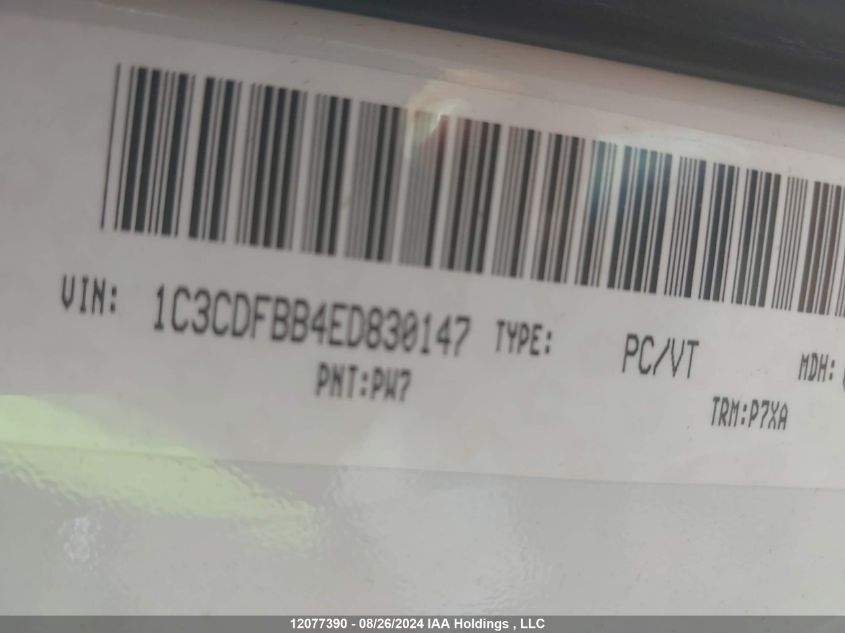 VIN: 1C3CDFBB4ED830147 TYPE: PC/VT MDH:
PNT:PW7 TRM:P7XA
12077390 - 08/26/2024 IAA Holdings , LLC